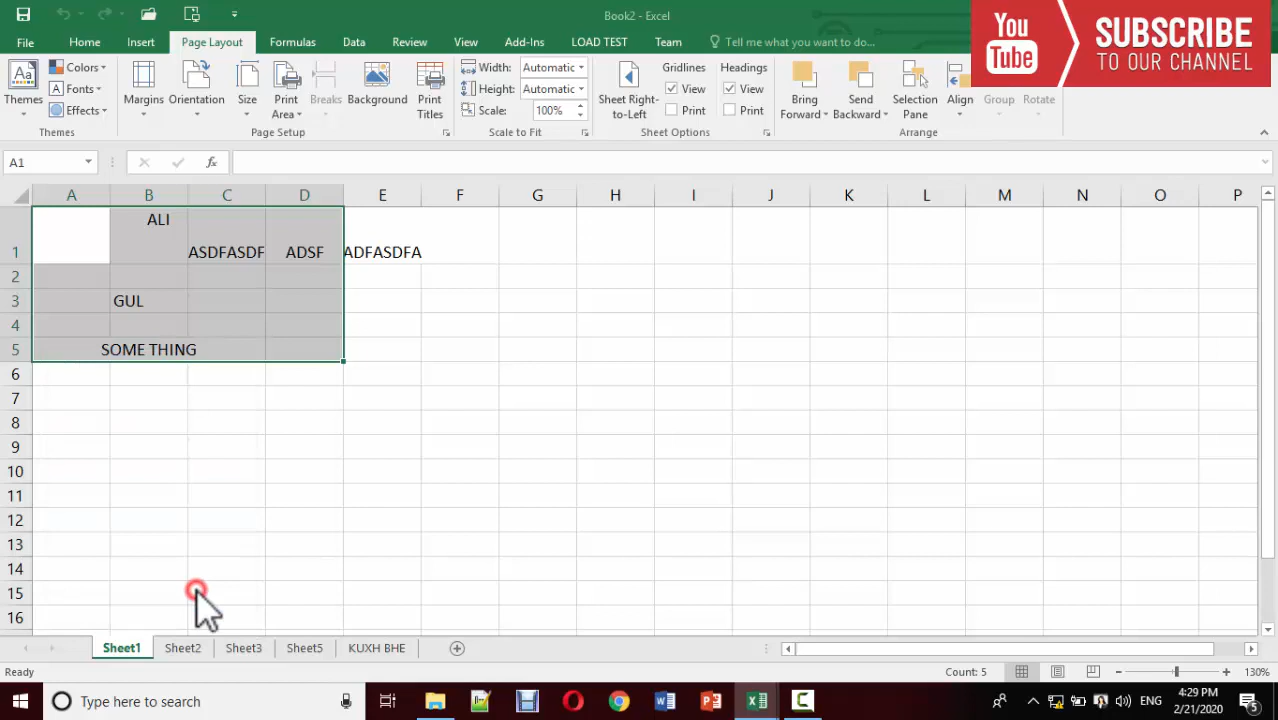 Book2 - Excel
You Tube
SUBSCRIBE
TO OUR CHANNEL
File Home Insert Page Layout Formulas Data Review View Add-Ins LOAD TEST Team Tell me what you want to do...
Themes
Colors
Fonts
Effects
Margins Orientation Size Print Area Breaks Background Print Titles
Width: Automatic
Height: Automatic
Scale: 100%
Sheet Right-to-Left
Gridlines
View
Print
Headings
View
Print
Bring Forward Send Backward Selection Pane Align Group Rotate
Themes Page Setup Scale to Fit Sheet Options Arrange
A1 fx
A B C D E F G H I J K L M N O P
ALI
1 ASDFASDF ADSF ADFASDFA
2
3 GUL
4
5 SOME THING
6
7
8
9
10
11
12
13
14
15
16
Sheet1 Sheet2 Sheet3 Sheet5 KUXH BHE
Ready Count: 5 130%
Type here to search
ENG
4:29 PM
2/21/2020
5